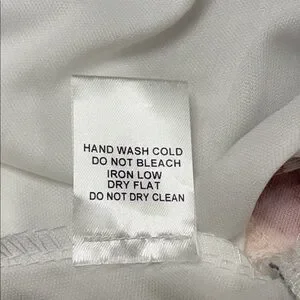 HAND WASH COLD
DO NOT BLEACH
IRON LOW
DRY FLAT
DO NOT DRY CLEAN